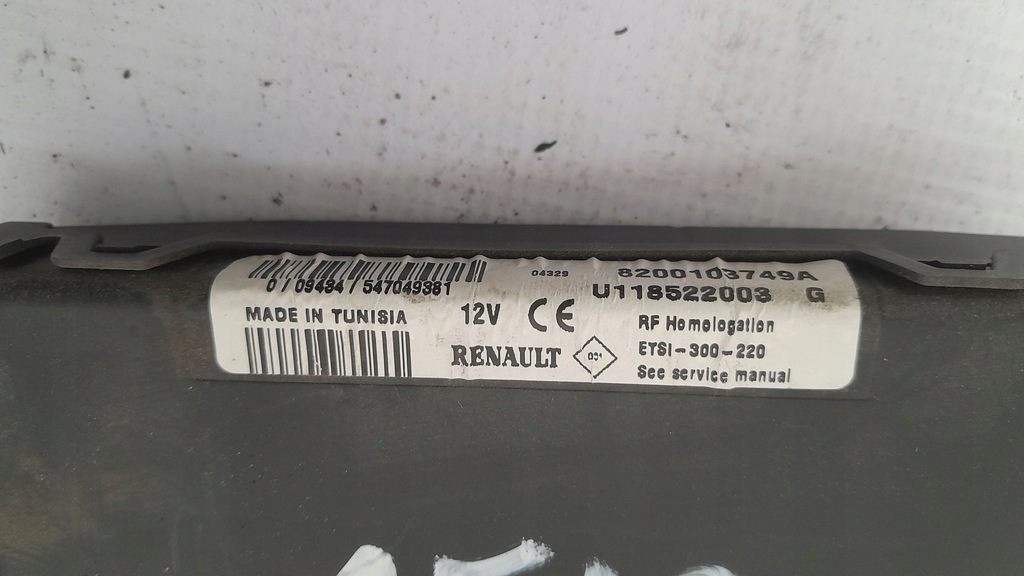 0 / 09434 / 547049381
MADE IN TUNISIA
04329
8200103749A
12V CE
U118522003 G
RENAULT
031
RF Homologation
ETSI-300-220
See service manual